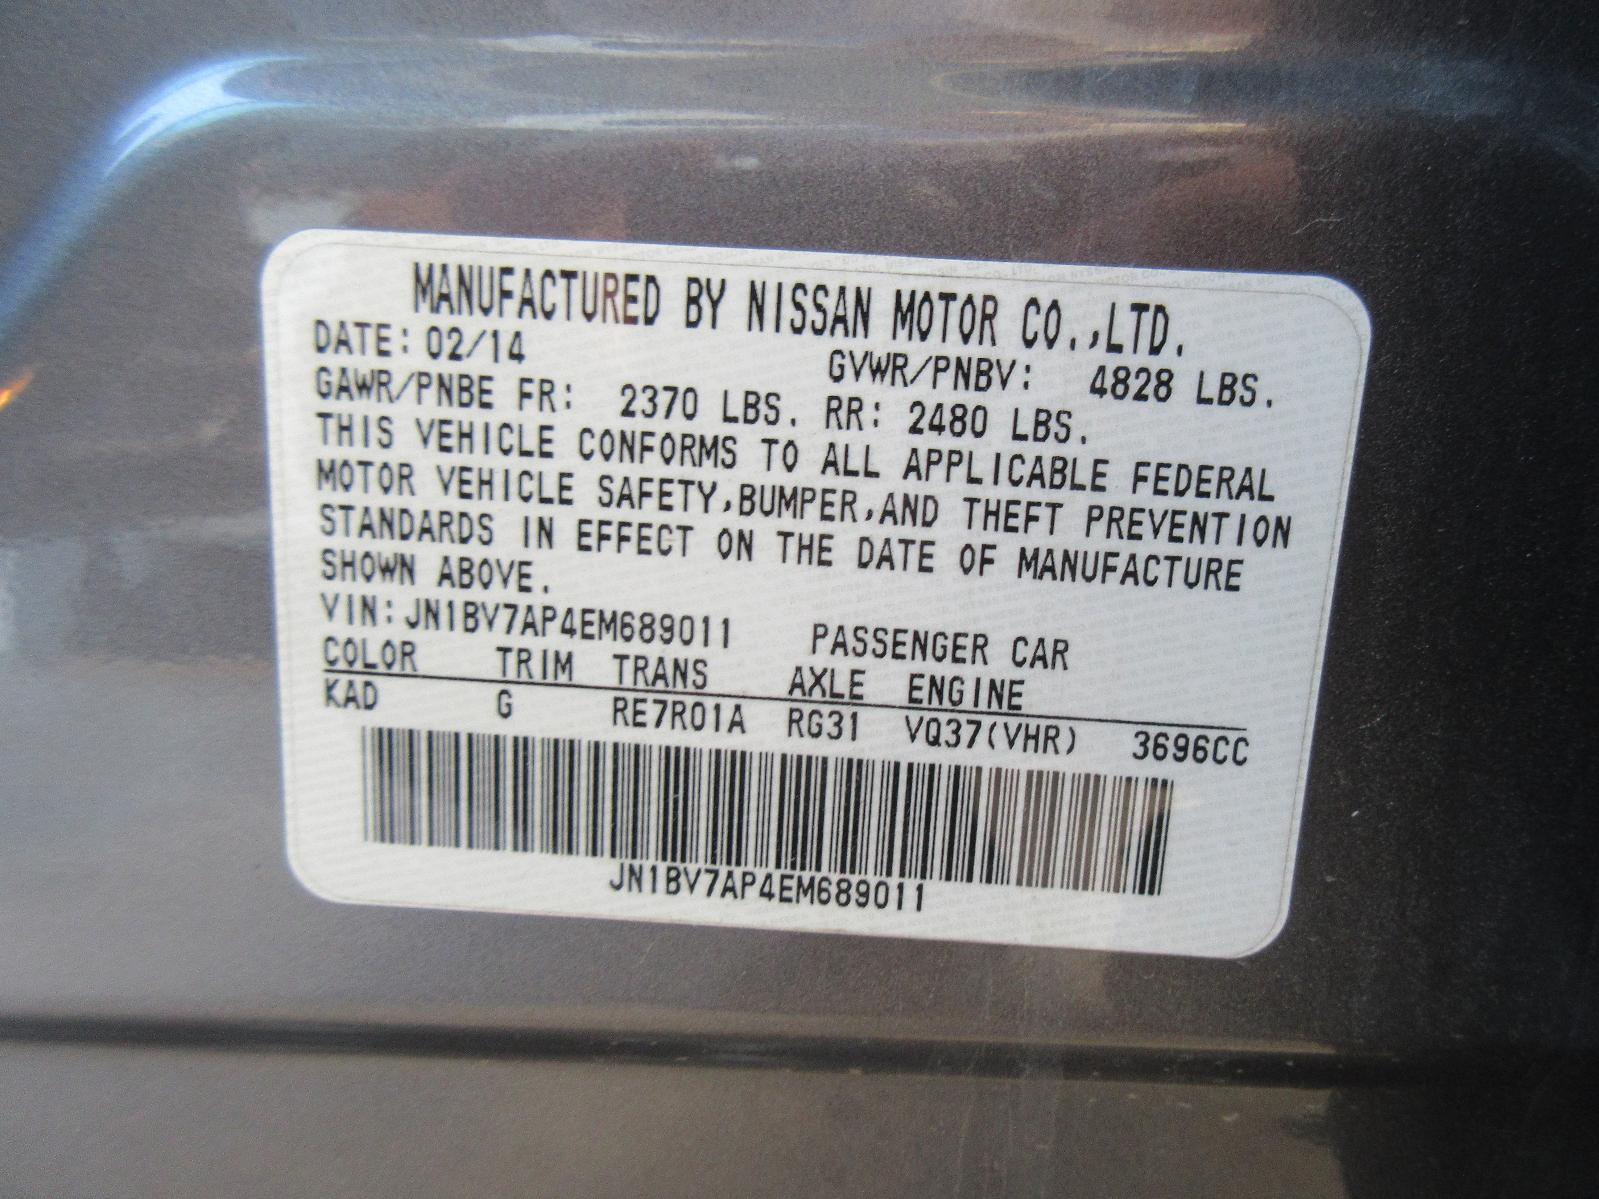 MANUFACTURED BY NISSAN MOTOR CO.,LTD.
DATE: 02/14 GVWR/PNBV: 4828 LBS.
GAWR/PNBE FR: 2370 LBS. RR: 2480 LBS.
THIS VEHICLE CONFORMS TO ALL APPLICABLE FEDERAL
MOTOR VEHICLE SAFETY,BUMPER,AND THEFT PREVENTION
STANDARDS IN EFFECT ON THE DATE OF MANUFACTURE
SHOWN ABOVE.
VIN:JN1BV7AP4EM689011 PASSENGER CAR
COLOR TRIM TRANS AXLE ENGINE
KAD G RE7R01A RG31 VQ37(VHR) 3696CC
JN1BV7AP4EM689011